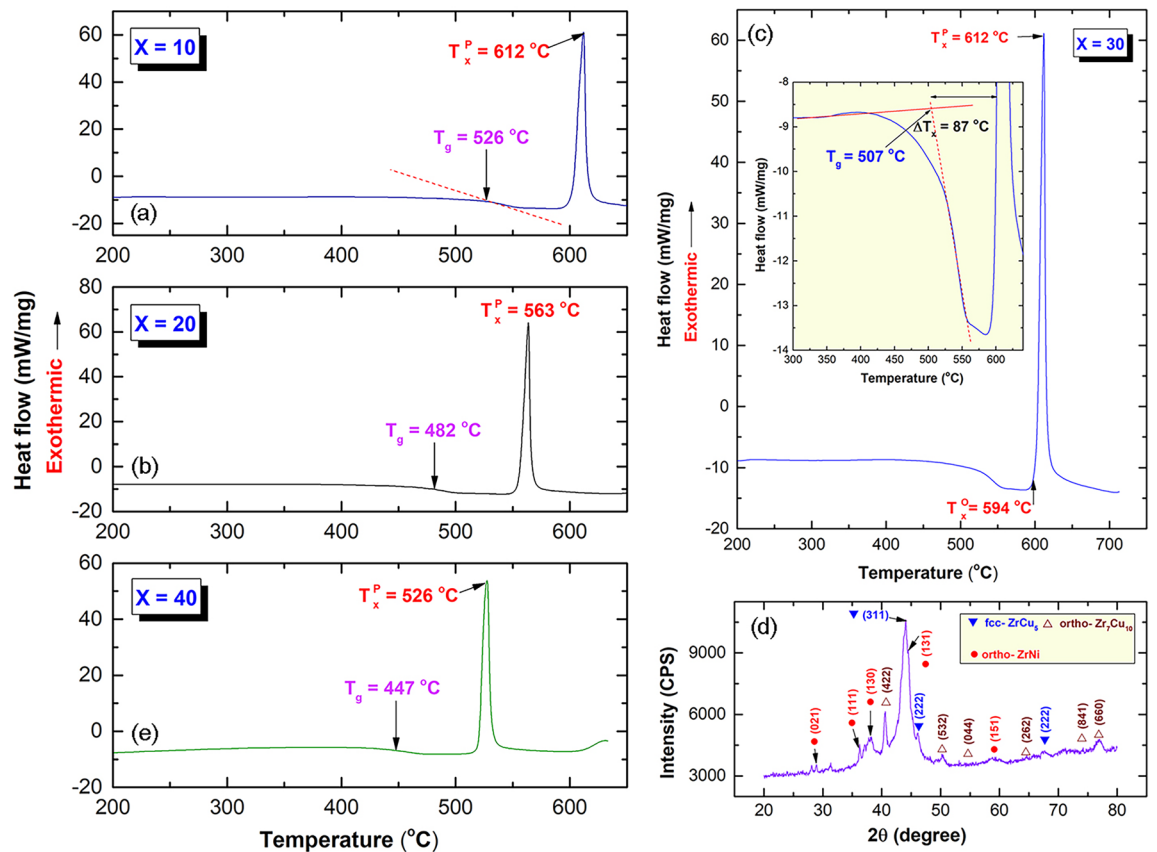 X = 10
T_x^P = 612 °C
T_g = 526 °C
(a)
60
40
20
0
-20
200 300 400 500 600
X = 20
T_x^P = 563 °C
T_g = 482 °C
(b)
80
60
40
20
0
-20
200 300 400 500 600
X = 40
T_x^P = 526 °C
T_g = 447 °C
(e)
60
40
20
0
-20
200 300 400 500 600
Temperature (°C)
Heat flow (mW/mg)
Exothermic
(c)
T_x^P = 612 °C
X = 30
60
50
40
30
20
10
0
-10
-20
200 300 400 500 600 700
Temperature (°C)
Heat flow (mW/mg)
Exothermic
T_x^O = 594 °C
-8
-9
-10
-11
-12
-13
-14
300 350 400 450 500 550 600
Temperature (°C)
Heat flow (mW/mg)
ΔT_x = 87 °C
T_g = 507 °C
(d)
▼ (311)
▼ fcc- ZrCu5 △ ortho- Zr7Cu10
● ortho- ZrNi
● (021)
● (111)
● (130)
△ (422)
● (131)
▼ (222)
△ (532)
△ (044)
● (151)
△ (262)
▼ (222)
△ (841)
△ (660)
9000
6000
3000
20 30 40 50 60 70 80
2θ (degree)
Intensity (CPS)